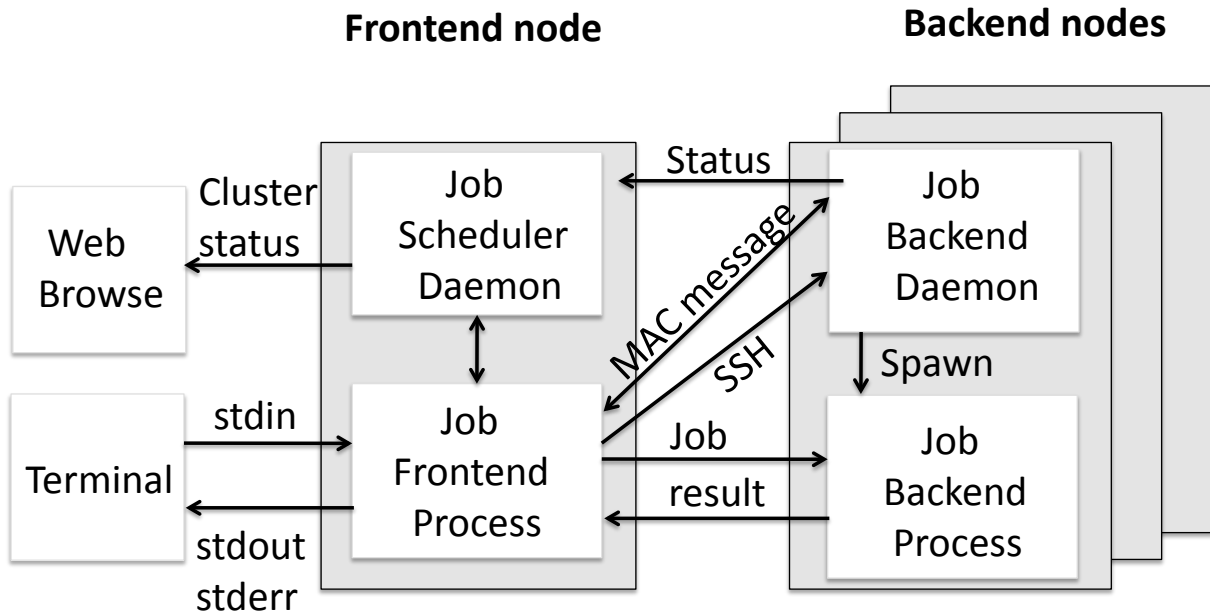 Frontend node
Backend nodes
Web
Browse
Cluster
status
Job
Scheduler
Daemon
Status
Job
Backend
Daemon
MAC message
SSH
Spawn
Terminal
stdin
stdout
stderr
Job
Frontend
Process
Job
result
Job
Backend
Process